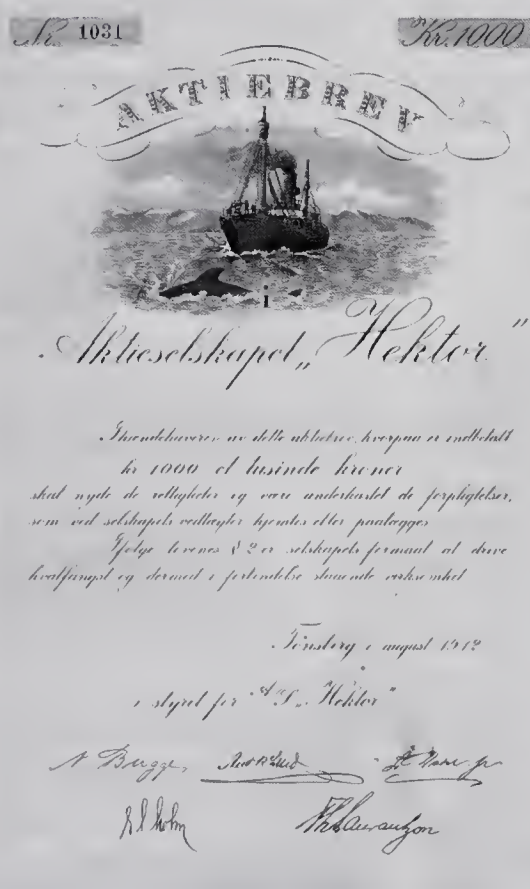 Nr. 1031
Kr. 1000
AKTIEBREV
i
Aktieselskapet „Hektor"
Ihændehaveren av dette aktiebrev, hvorpaa er indbetalt
kr 1000 et tusinde kroner
skal nyde de rettigheter og være underkastet de forpligtelser,
som ved selskapets vedtægter hjemles eller paalægges
Ifølge lovenes § 2 er selskapets formaal at drive
hvalfangst og dermed i forbindelse staaende virksomhet
Tønsberg i august 1912
i styret for A/S „Hektor"
N Bugge,